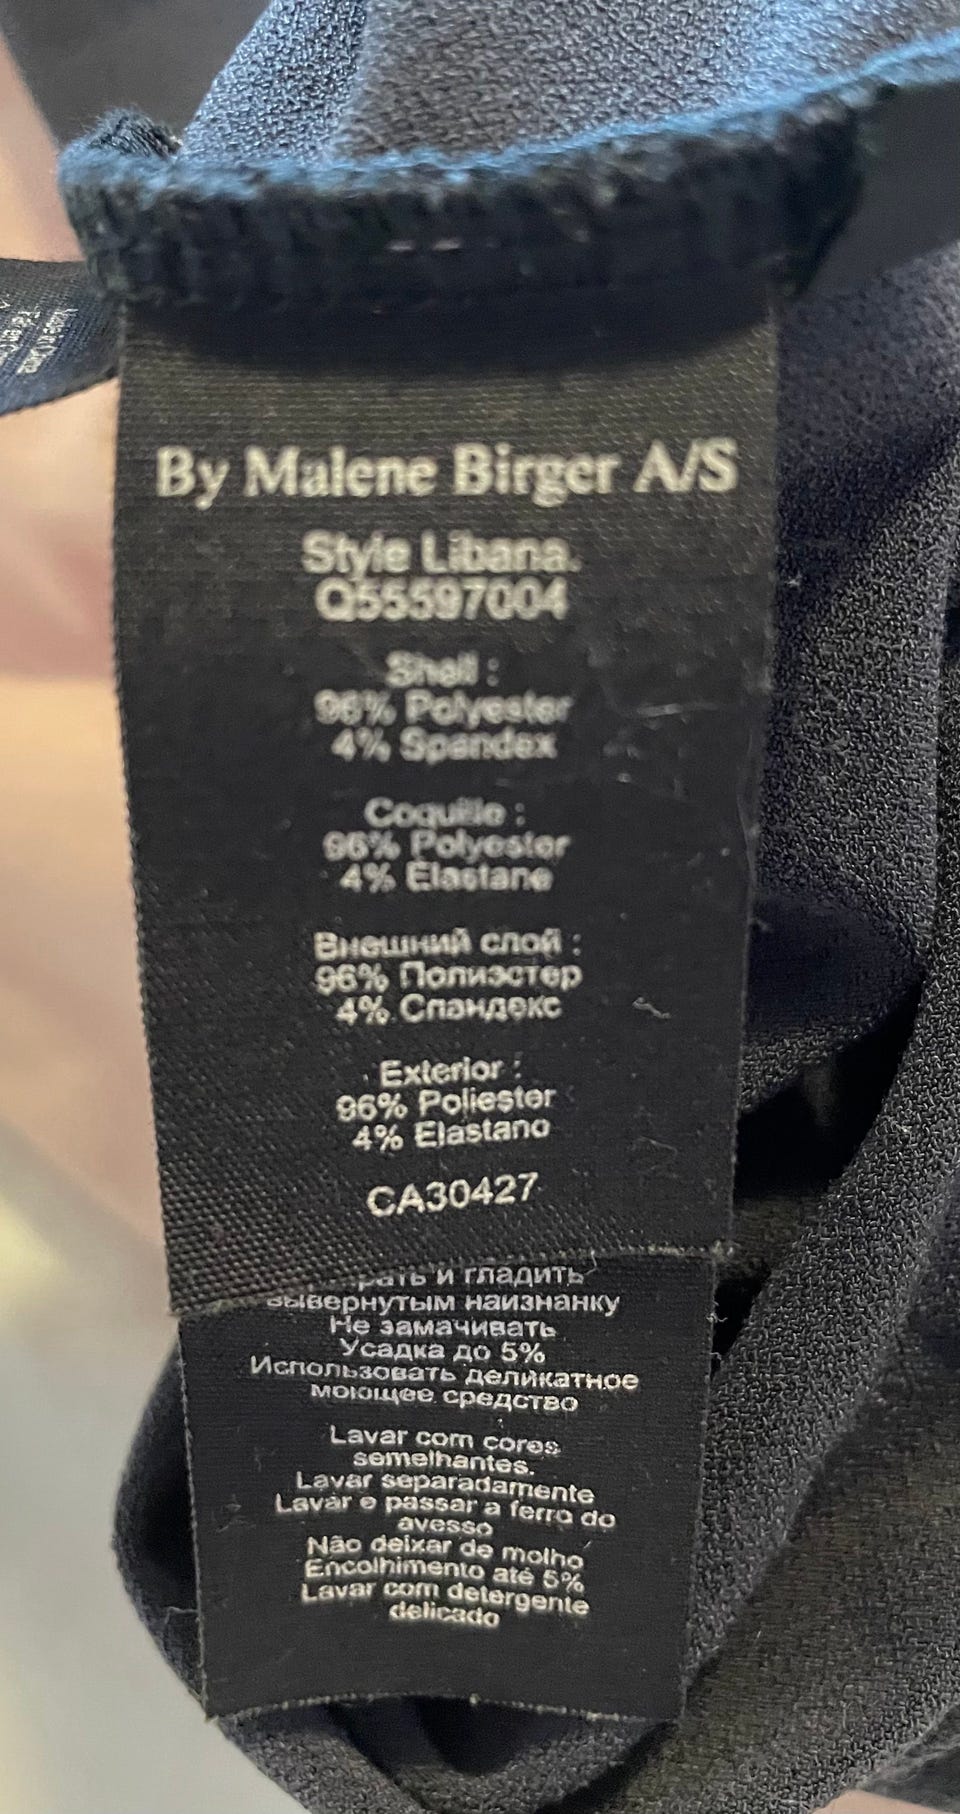 By Malene Birger A/S
Style Libana.
Q55597004
Shell :
96% Polyester
4% Spandex
Coquille :
96% Polyester
4% Elastane
Внешний слой :
96% Полиэстер
4% Спандекс
Exterior :
96% Poliester
4% Elastano
CA30427
и гладить
вывернутым наизнанку
Не замачивать
Усадка до 5%
Использовать деликатное
моющее средство
Lavar com cores
semelhantes.
Lavar separadamente
Lavar e passar a ferro do
avesso
Não deixar de molho
Encolhimento até 5%
Lavar com detergente
delicado